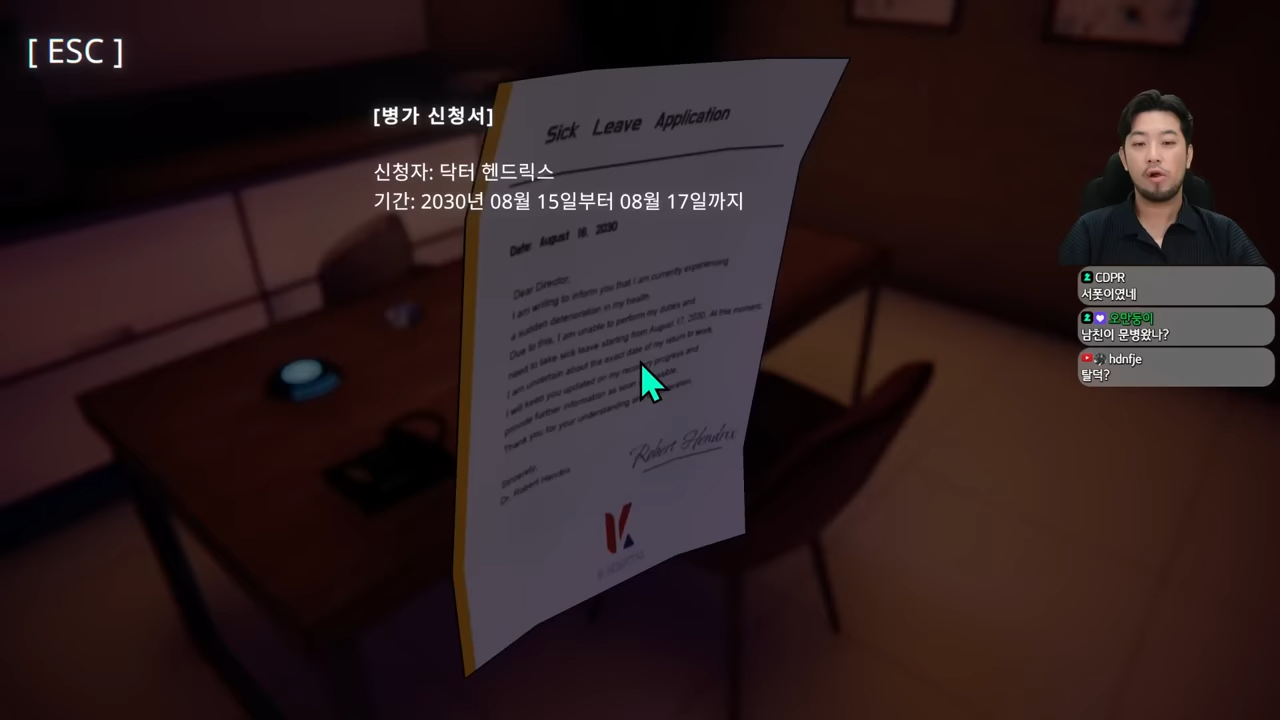 [ ESC ]
[병가 신청서]
신청자: 닥터 헨드릭스
기간: 2030년 08월 15일부터 08월 17일까지
Sick Leave Application
Date: August 16, 2030
Dear Director,
I am writing to inform you that I am currently experiencing
a sudden deterioration in my health.
Due to this, I am unable to perform my duties and
need to take sick leave starting from August 17, 2030. At this moment,
I am uncertain about the exact date of my return to work.
I will keep you updated on my progress and
provide further information as soon
Thank you for your understanding
Sincerely,
Dr. Robert Hendrix
Robert Hendrix
CDPR
서폿이였네
오만둥이
남친이 문병왔나?
hdnfje
탈덕?